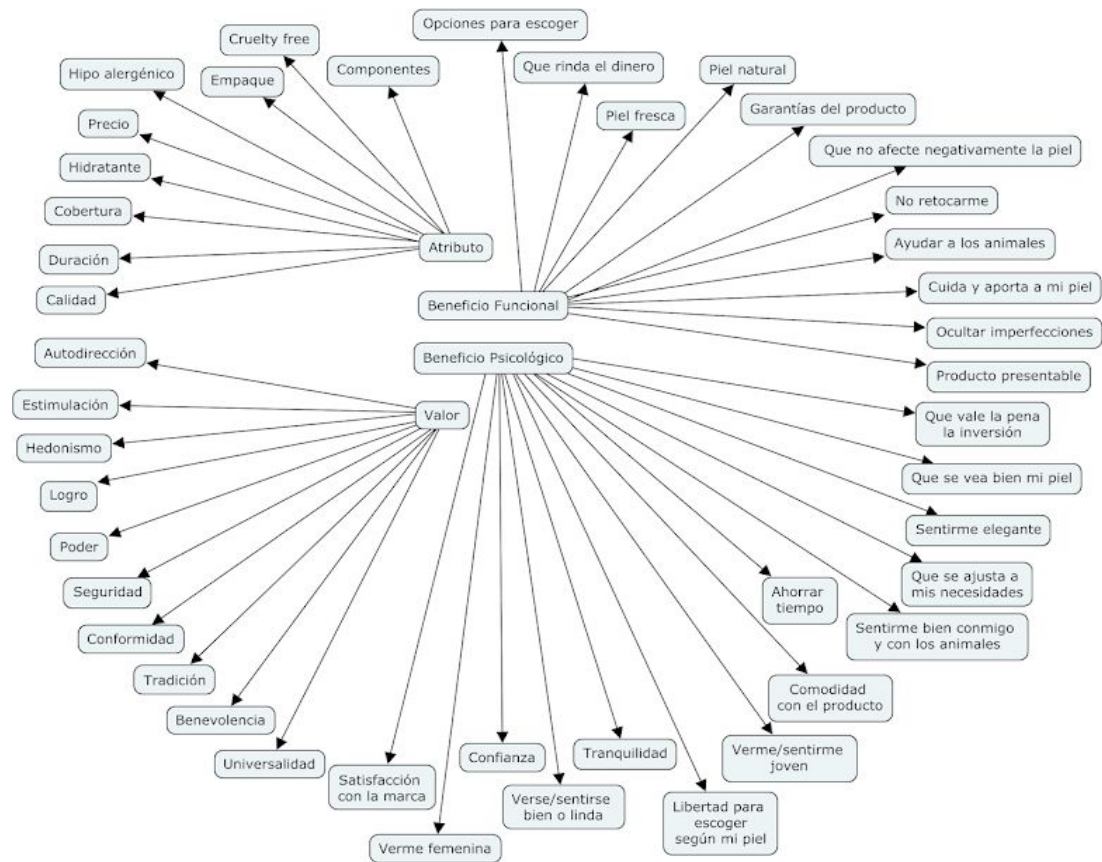 Opciones para escoger
Cruelty free
Que rinda el dinero
Piel natural
Hipo alergénico
Empaque
Componentes
Garantías del producto
Piel fresca
Precio
Que no afecte negativamente la piel
Hidratante
No retocarme
Cobertura
Atributo
Ayudar a los animales
Duración
Cuida y aporta a mi piel
Calidad
Beneficio Funcional
Ocultar imperfecciones
Autodirección
Beneficio Psicológico
Producto presentable
Estimulación
Valor
Que vale la pena
la inversión
Hedonismo
Que se vea bien mi piel
Logro
Sentirme elegante
Poder
Que se ajusta a
mis necesidades
Seguridad
Ahorrar
tiempo
Conformidad
Sentirme bien conmigo
y con los animales
Tradición
Comodidad
con el producto
Benevolencia
Universalidad
Confianza
Tranquilidad
Verme/sentirme
joven
Satisfacción
con la marca
Verse/sentirse
bien o linda
Libertad para
escoger
según mi piel
Verme femenina